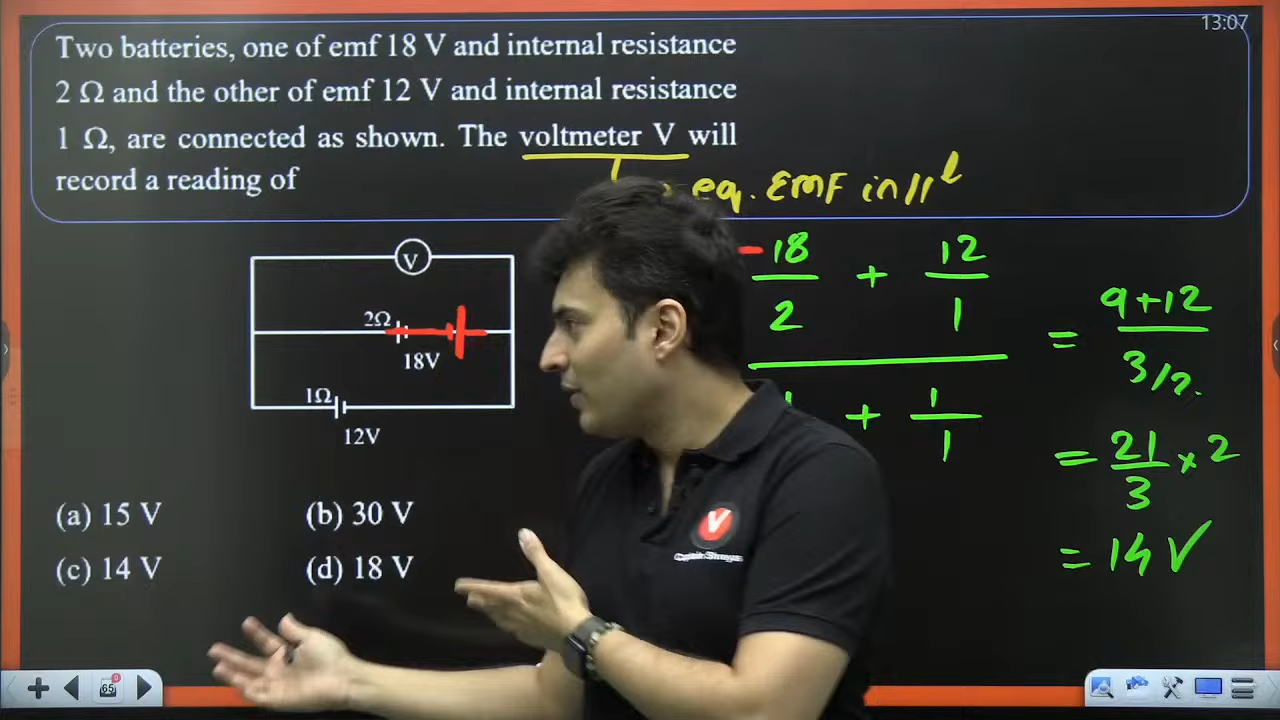 13:07
Two batteries, one of emf 18 V and internal resistance
2 Ω and the other of emf 12 V and internal resistance
1 Ω, are connected as shown. The voltmeter V will
record a reading of
eq. EMF in ||l
V
2Ω
18V
1Ω
12V
-18/2 + 12/1
+ 1/1
= 9+12 / 3/2
= 21/3 × 2
= 14 V
(a) 15 V (b) 30 V
(c) 14 V (d) 18 V
V
65